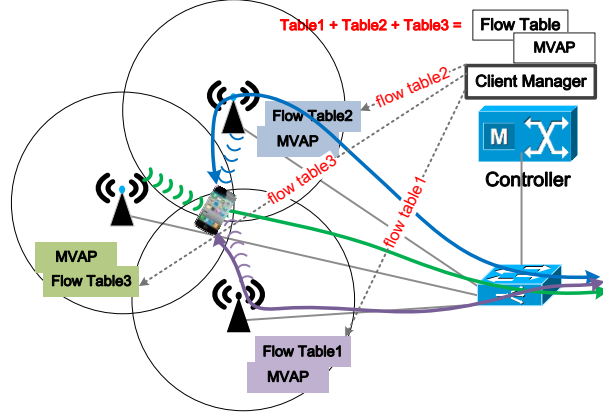 Table1 + Table2 + Table3 =
Flow Table
MVAP
Client Manager
flow table2
Flow Table2
MVAP
M
flow table3
Controller
flow table1
MVAP
Flow Table3
Flow Table1
MVAP